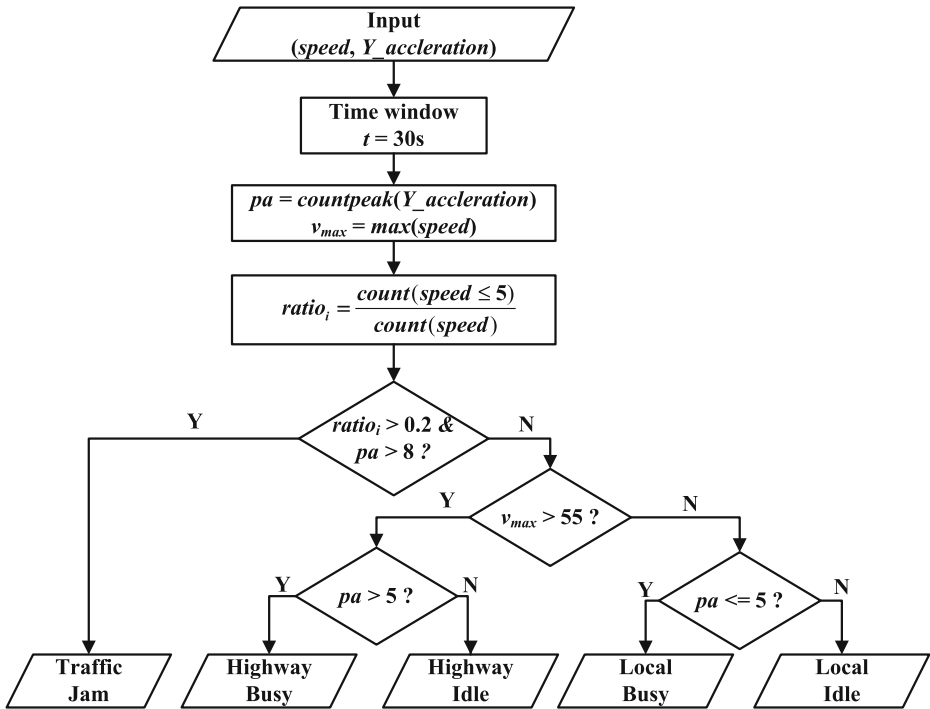 Input
(speed, Y_accleration)
Time window
t = 30s
pa = countpeak(Y_accleration)
vmax = max(speed)
ratioi = count(speed ≤ 5)
count(speed)
Y
ratioi > 0.2 &
pa > 8 ?
N
Y
vmax > 55 ?
N
Y
pa > 5 ?
N
Y
pa <= 5 ?
N
Traffic
Jam
Highway
Busy
Highway
Idle
Local
Busy
Local
Idle